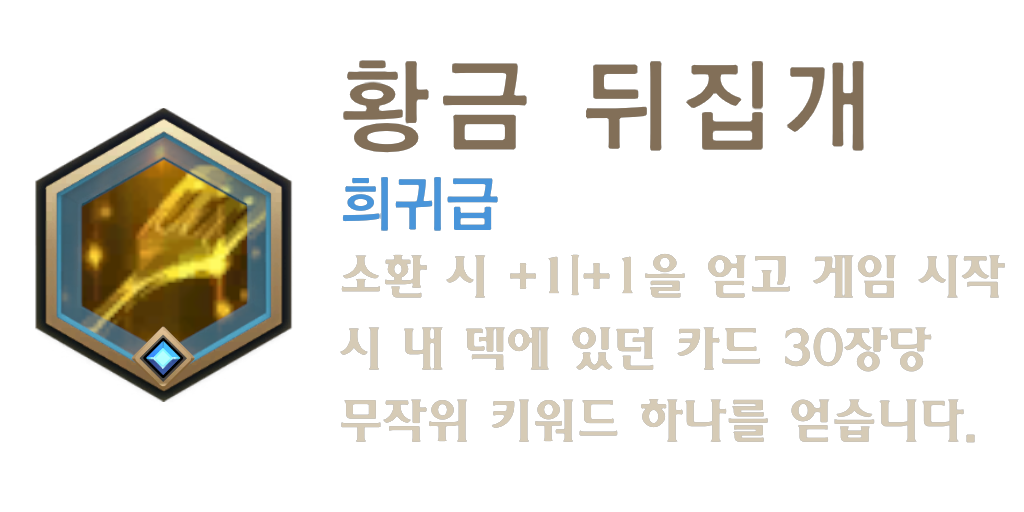 황금 뒤집개
희귀급
소환 시 +1|+1을 얻고 게임 시작
시 내 덱에 있던 카드 30장당
무작위 키워드 하나를 얻습니다.